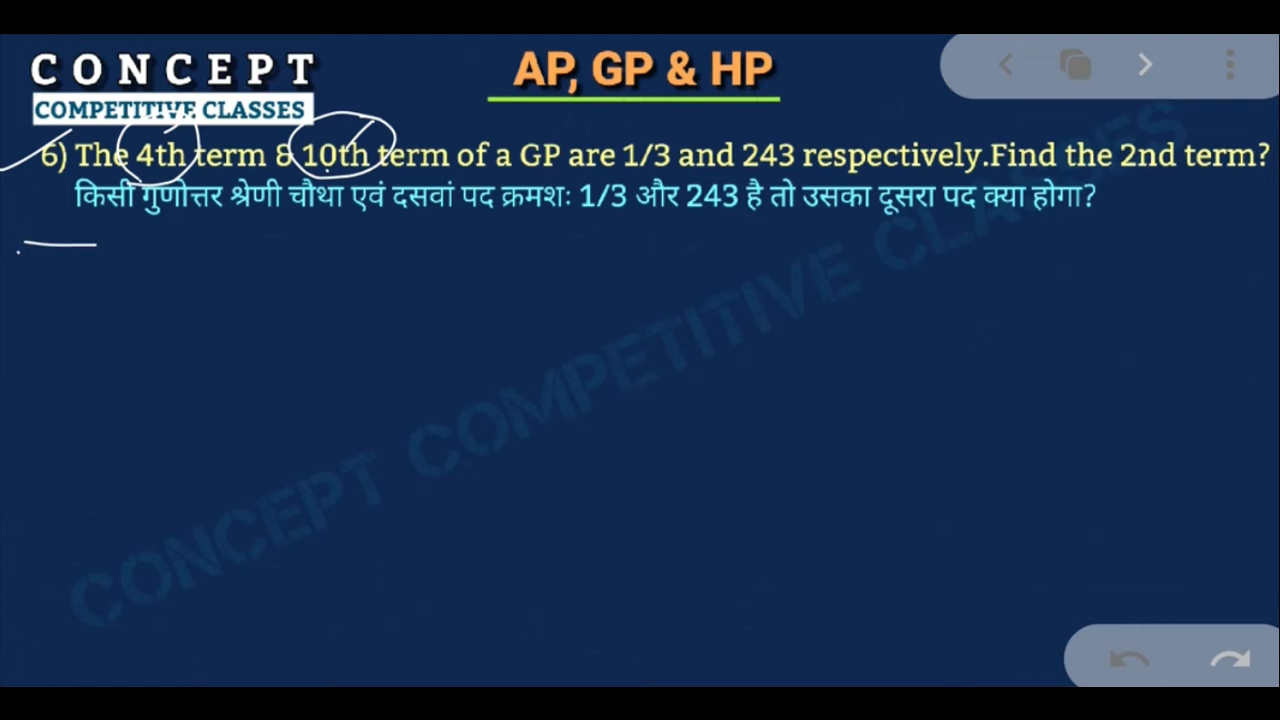 CONCEPT
COMPETITIVE CLASSES
AP, GP & HP
6) The 4th term & 10th term of a GP are 1/3 and 243 respectively.Find the 2nd term?
किसी गुणोत्तर श्रेणी चौथा एवं दसवां पद क्रमशः 1/3 और 243 है तो उसका दूसरा पद क्या होगा?
CONCEPT COMPETITIVE CLASSES